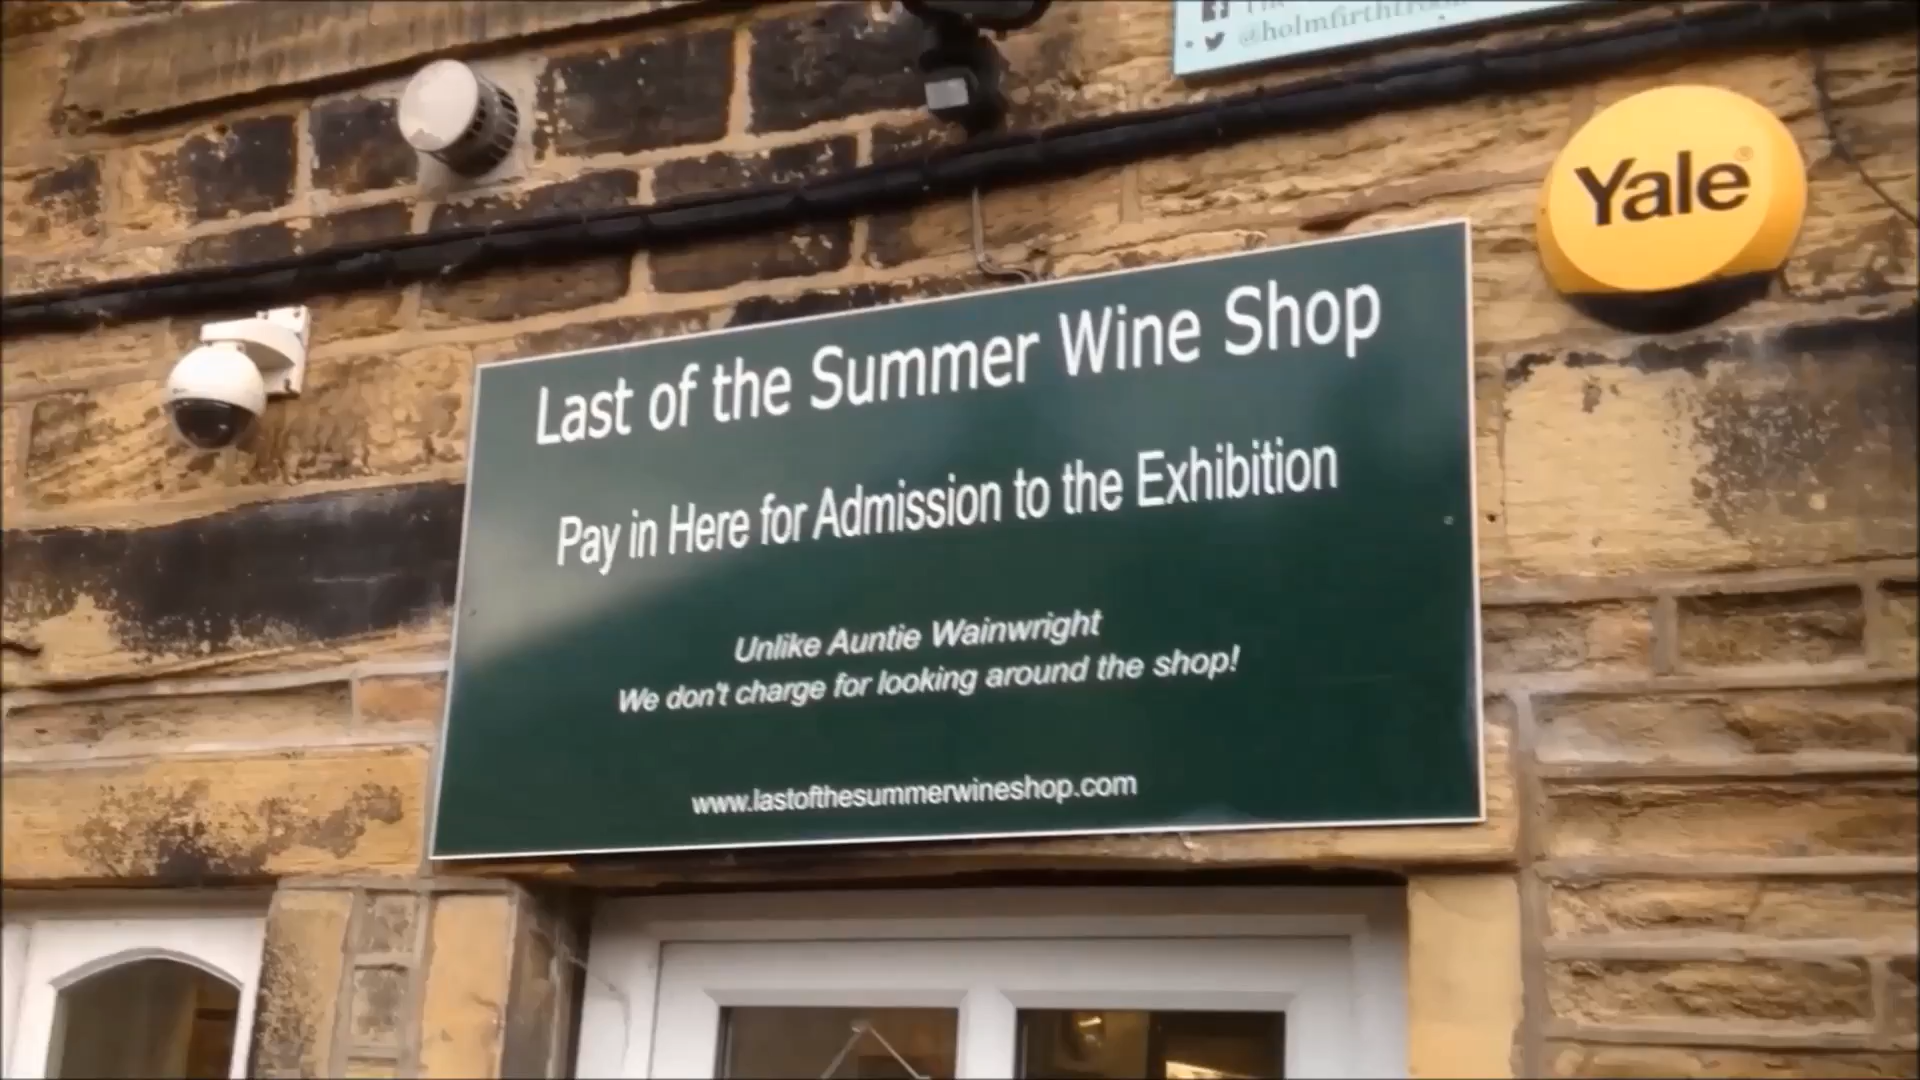 @holmfirth
Yale
Last of the Summer Wine Shop
Pay in Here for Admission to the Exhibition
Unlike Auntie Wainwright
We don't charge for looking around the shop!
www.lastofthesummerwineshop.com